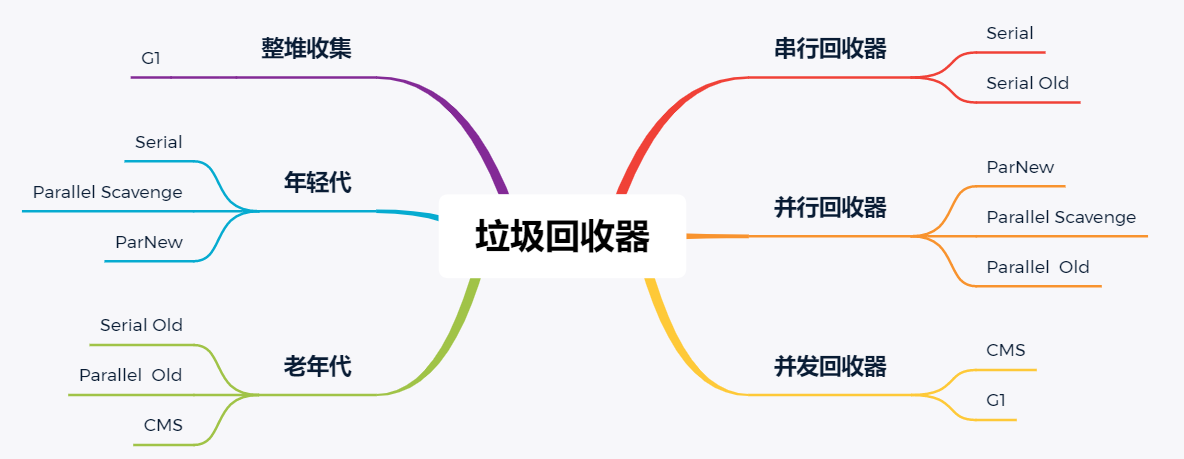 垃圾回收器
串行回收器
Serial
Serial Old
并行回收器
ParNew
Parallel Scavenge
Parallel  Old
并发回收器
CMS
G1
整堆收集
G1
年轻代
Serial
Parallel Scavenge
ParNew
老年代
Serial Old
Parallel  Old
CMS